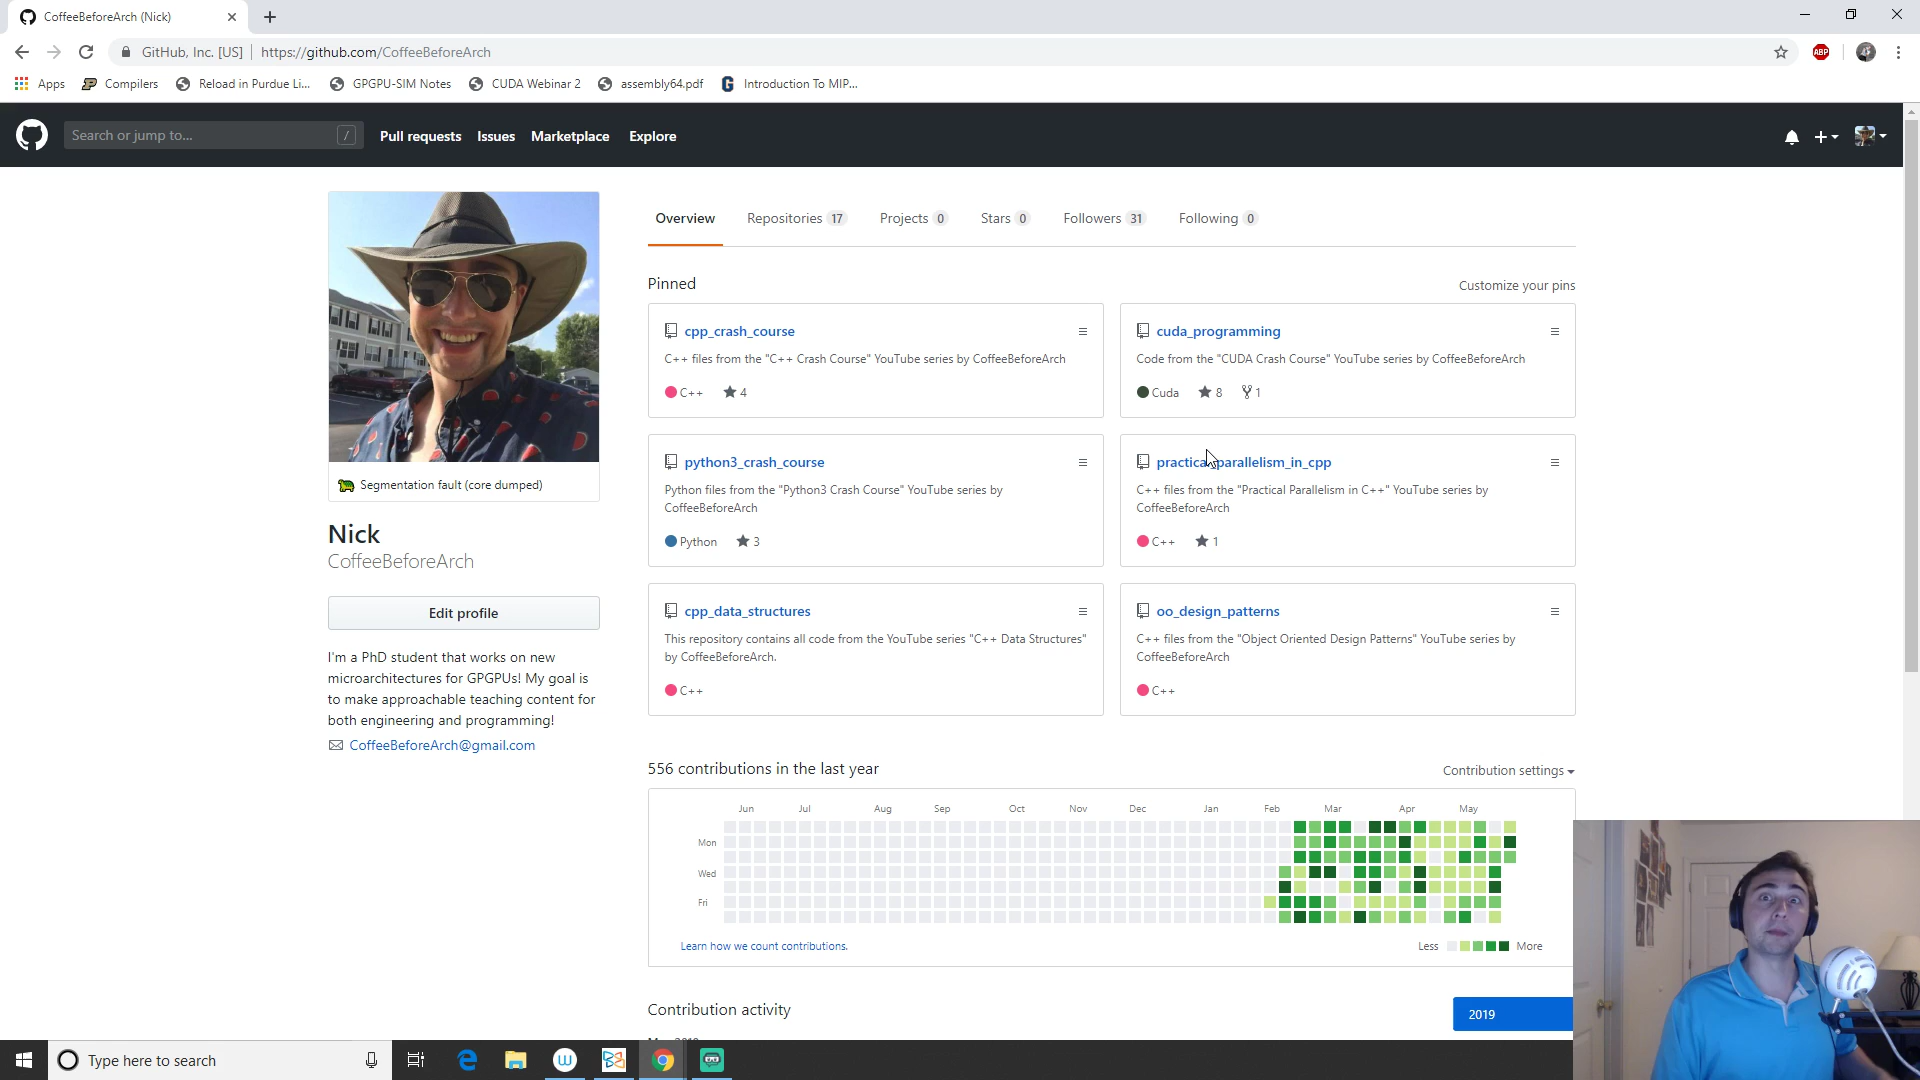 CoffeeBeforeArch (Nick)
GitHub, Inc. [US] https://github.com/CoffeeBeforeArch
ABP
Apps Compilers Reload in Purdue Li... GPGPU-SIM Notes CUDA Webinar 2 assembly64.pdf Introduction To MIP...
Search or jump to... / Pull requests Issues Marketplace Explore
Overview Repositories 17 Projects 0 Stars 0 Followers 31 Following 0
Pinned
Customize your pins
cpp_crash_course
C++ files from the "C++ Crash Course" YouTube series by CoffeeBeforeArch
C++ 4
cuda_programming
Code from the "CUDA Crash Course" YouTube series by CoffeeBeforeArch
Cuda 8 1
python3_crash_course
Python files from the "Python3 Crash Course" YouTube series by
CoffeeBeforeArch
Python 3
practical_parallelism_in_cpp
C++ files from the "Practical Parallelism in C++" YouTube series by
CoffeeBeforeArch
C++ 1
cpp_data_structures
This repository contains all code from the YouTube series "C++ Data Structures"
by CoffeeBeforeArch.
C++
oo_design_patterns
C++ files from the "Object Oriented Design Patterns" YouTube series by
CoffeeBeforeArch
C++
Segmentation fault (core dumped)
Nick
CoffeeBeforeArch
Edit profile
I'm a PhD student that works on new
microarchitectures for GPGPUs! My goal is
to make approachable teaching content for
both engineering and programming!
CoffeeBeforeArch@gmail.com
556 contributions in the last year
Contribution settings
Jun Jul Aug Sep Oct Nov Dec Jan Feb Mar Apr May
Mon
Wed
Fri
Learn how we count contributions.
Less More
Contribution activity
2019
Type here to search